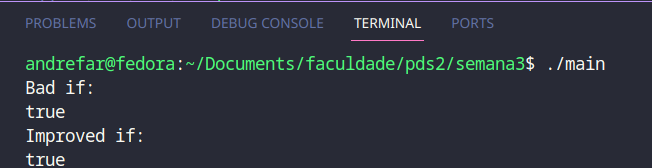 PROBLEMS OUTPUT DEBUG CONSOLE TERMINAL PORTS
andrefar@fedora:~/Documents/faculdade/pds2/semana3$ ./main
Bad if:
true
Improved if:
true